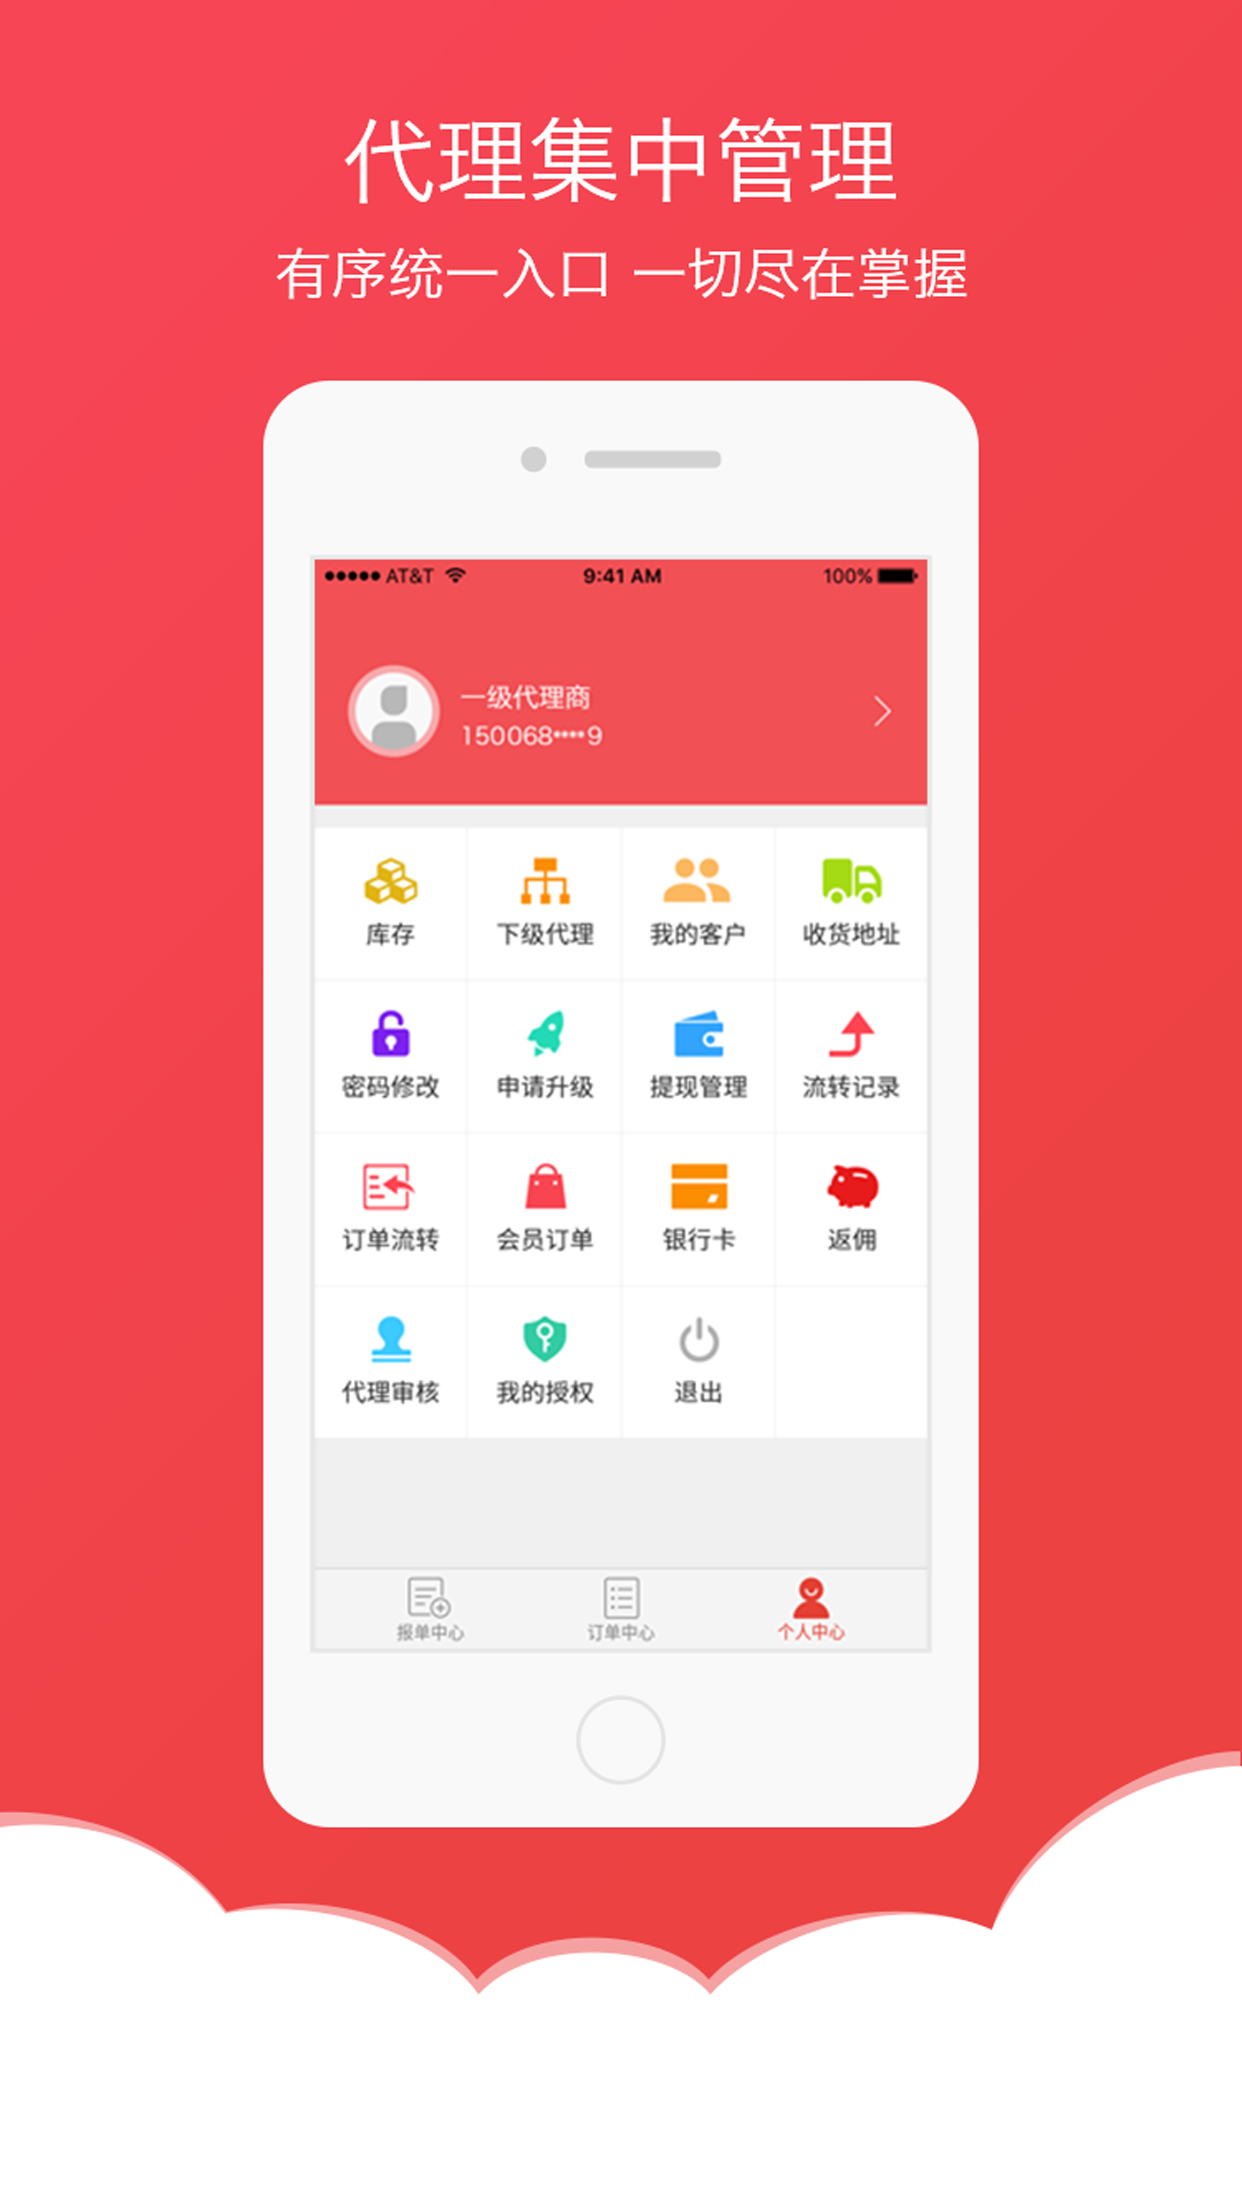 代理集中管理
有序统一入口 一切尽在掌握
●●●●● AT&T 9:41 AM 100%
一级代理商
150068****9
库存 下级代理 我的客户 收货地址
密码修改 申请升级 提现管理 流转记录
订单流转 会员订单 银行卡 返佣
代理审核 我的授权 退出
报单中心 订单中心 个人中心